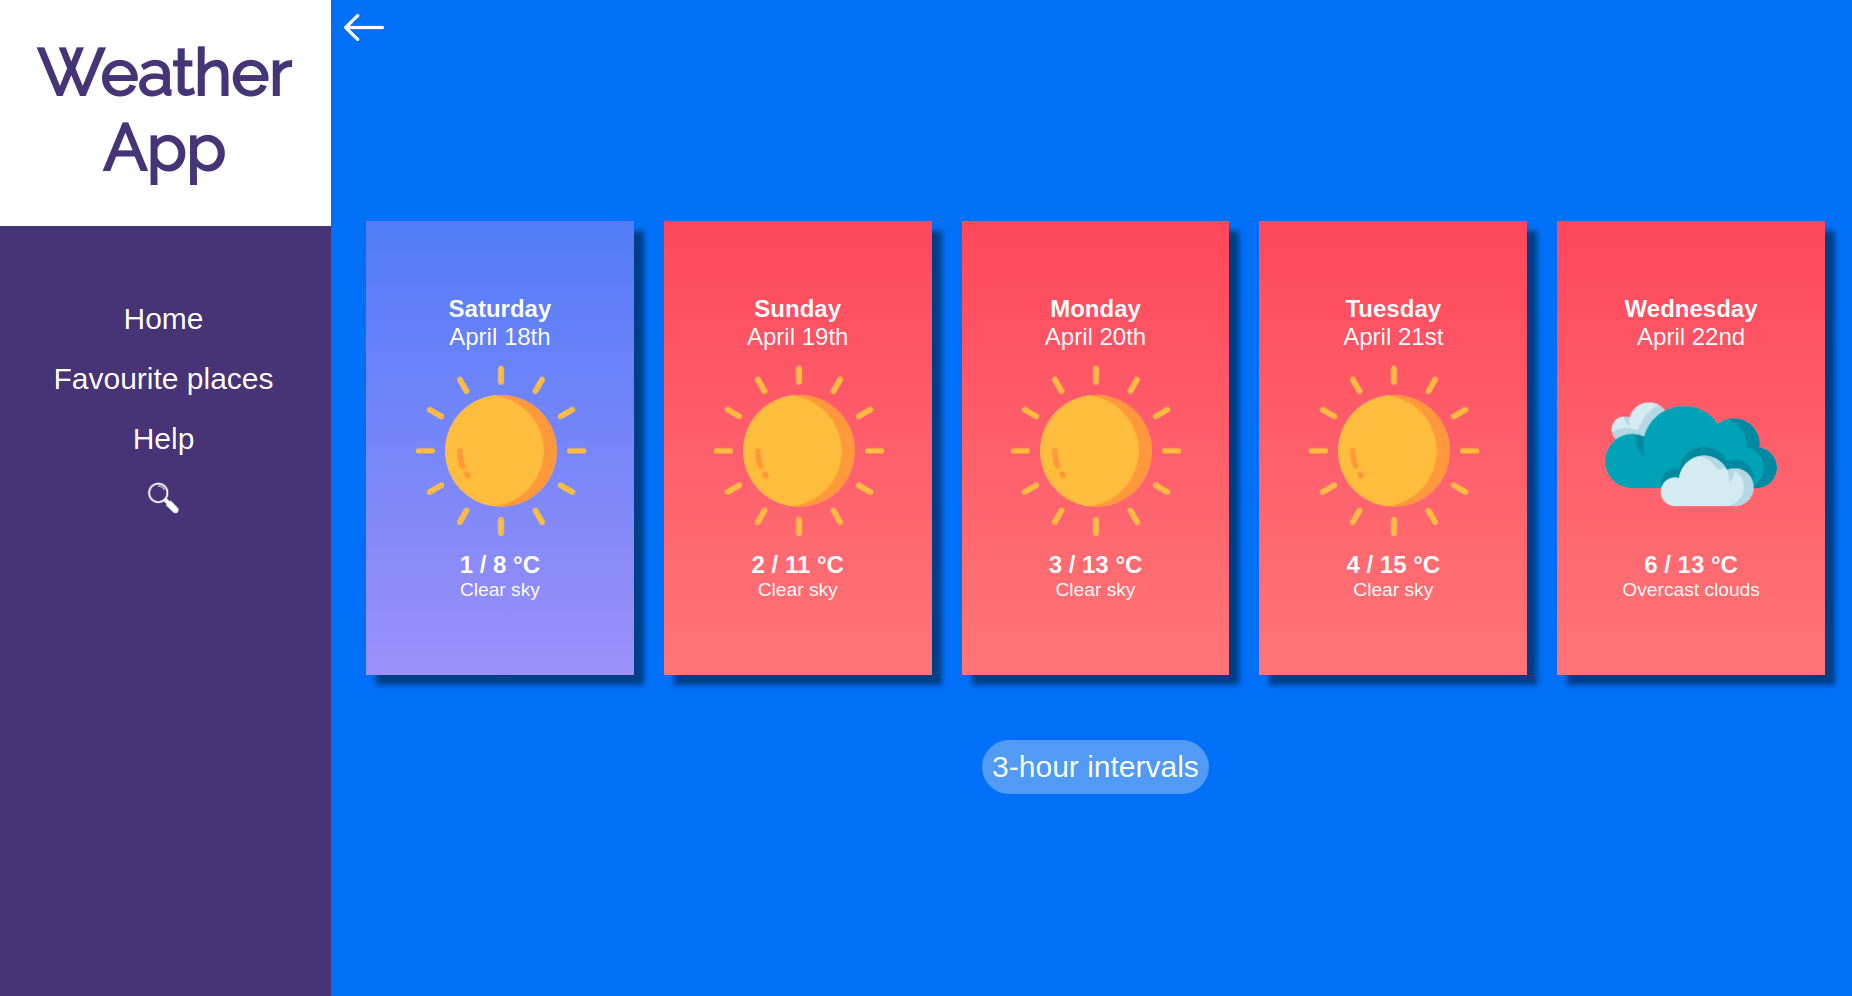 Weather
App
Home
Favourite places
Help
Saturday
April 18th
1 / 8 °C
Clear sky
Sunday
April 19th
2 / 11 °C
Clear sky
Monday
April 20th
3 / 13 °C
Clear sky
Tuesday
April 21st
4 / 15 °C
Clear sky
Wednesday
April 22nd
6 / 13 °C
Overcast clouds
3-hour intervals